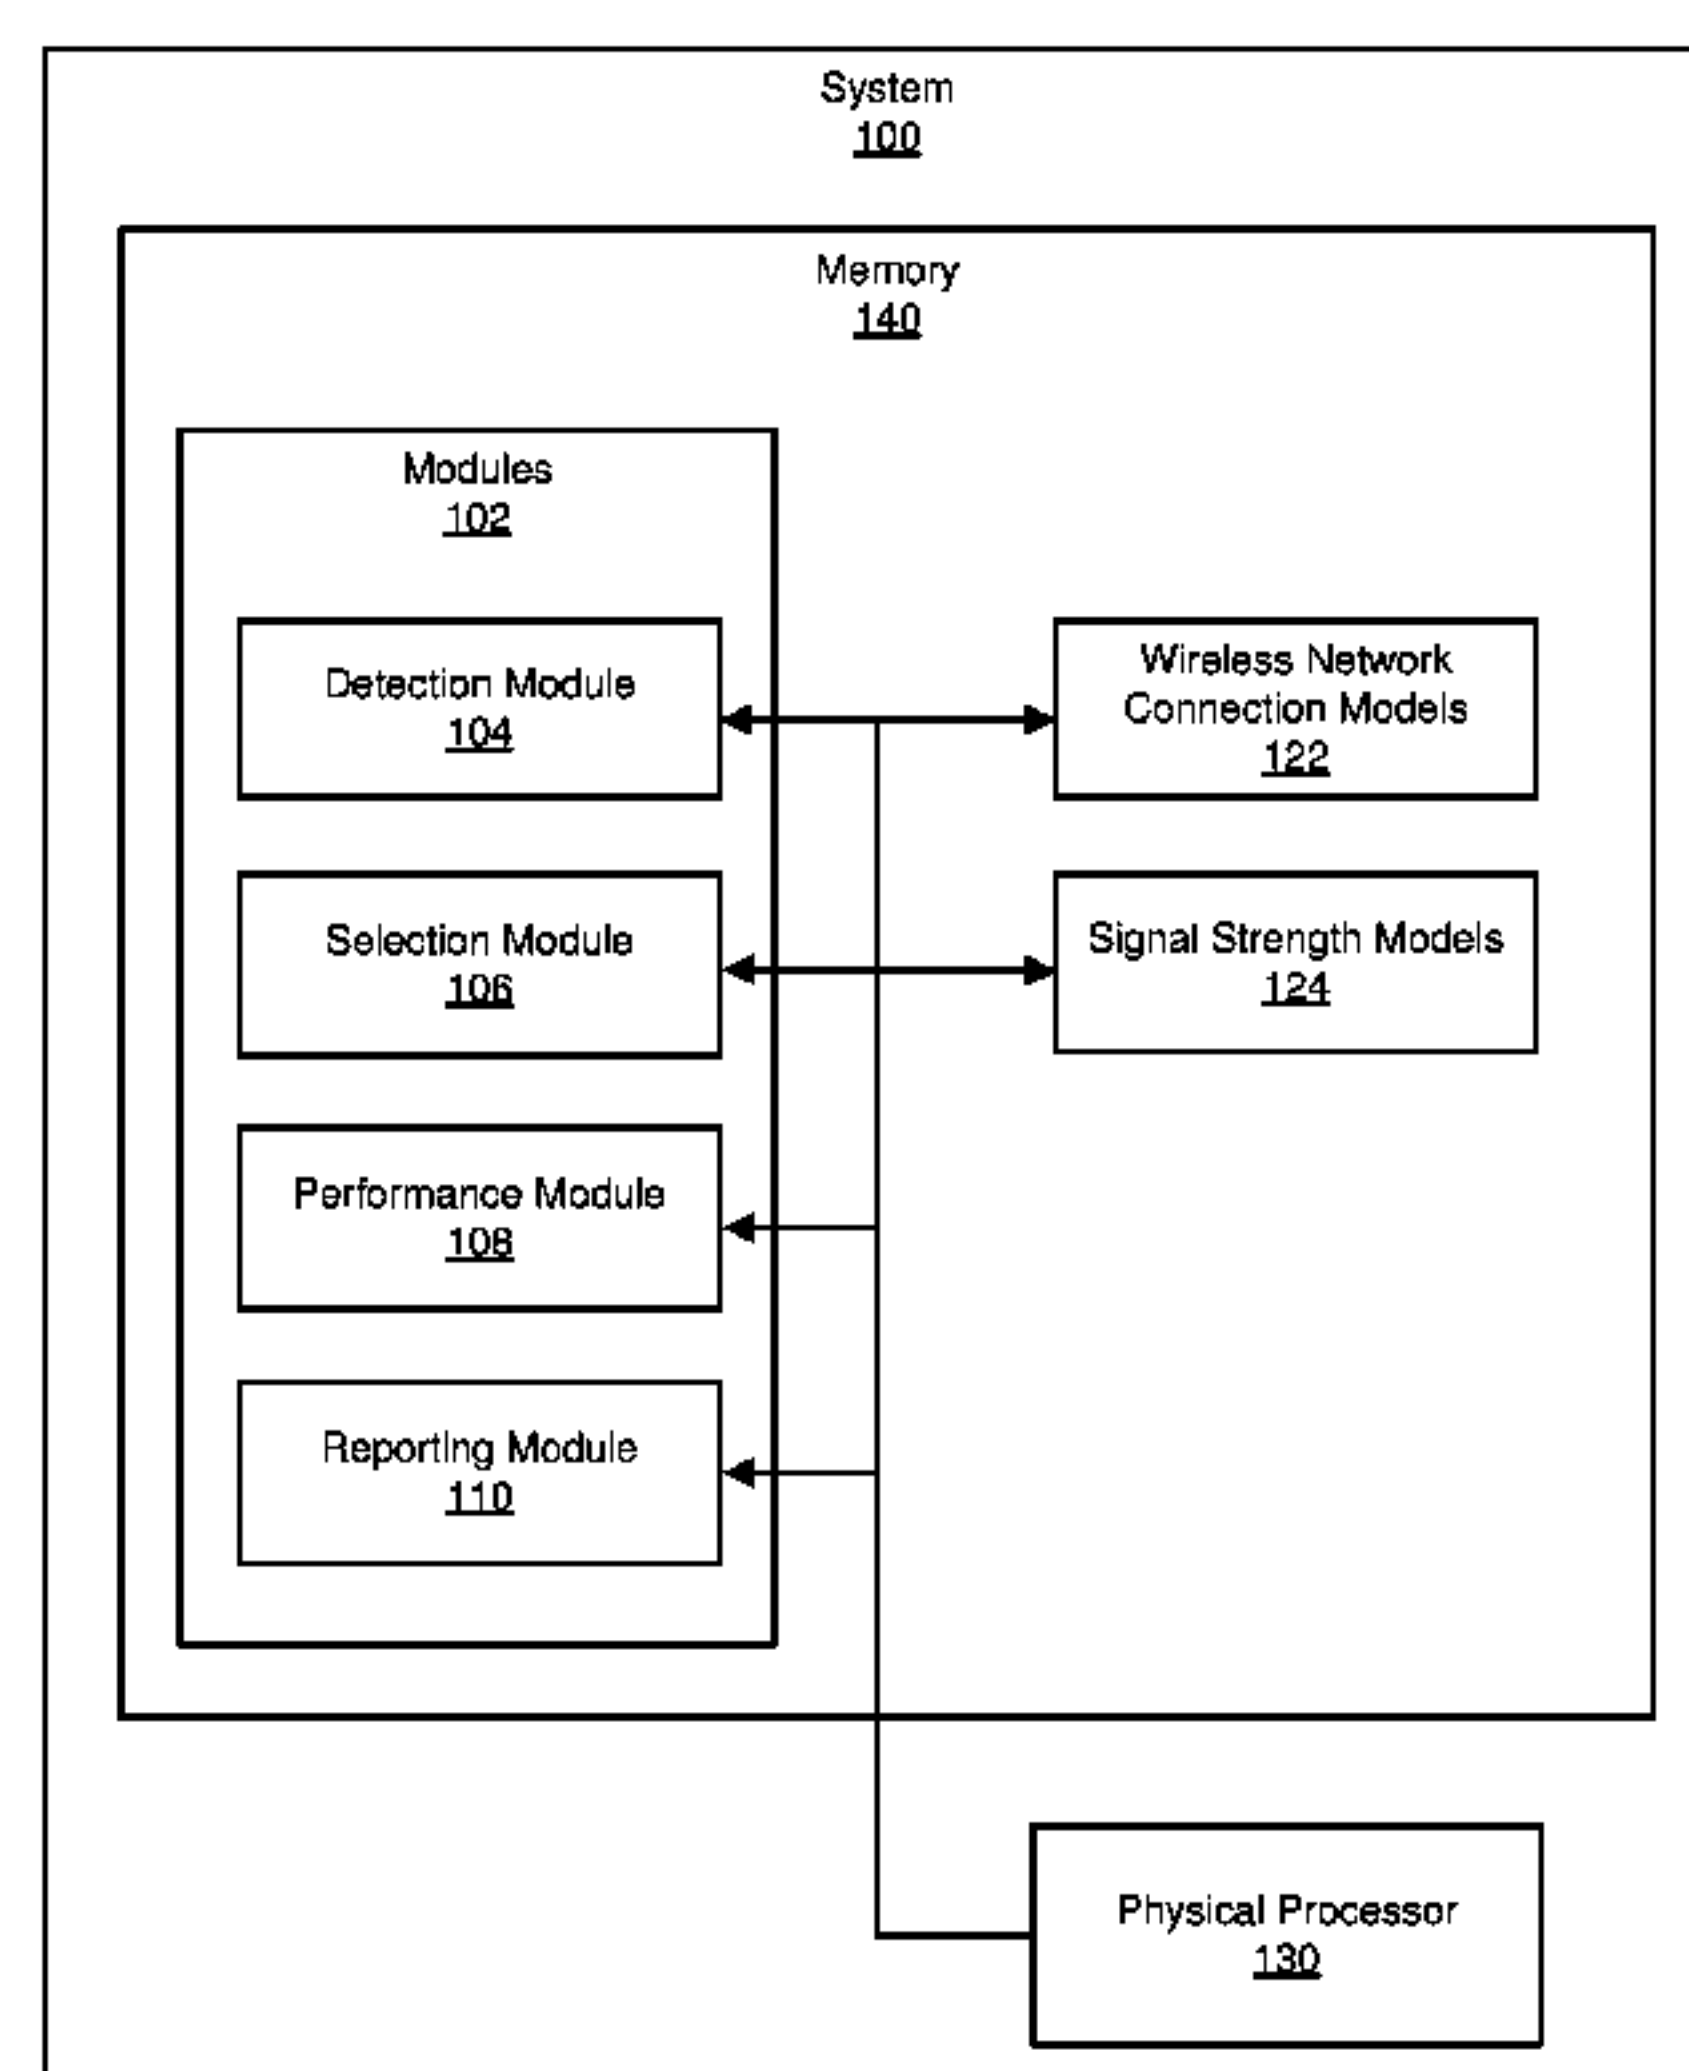 System
100
Memory
140
Modules
102
Detection Module
104
Selection Module
106
Performance Module
108
Reporting Module
110
Wireless Network
Connection Models
122
Signal Strength Models
124
Physical Processor
130